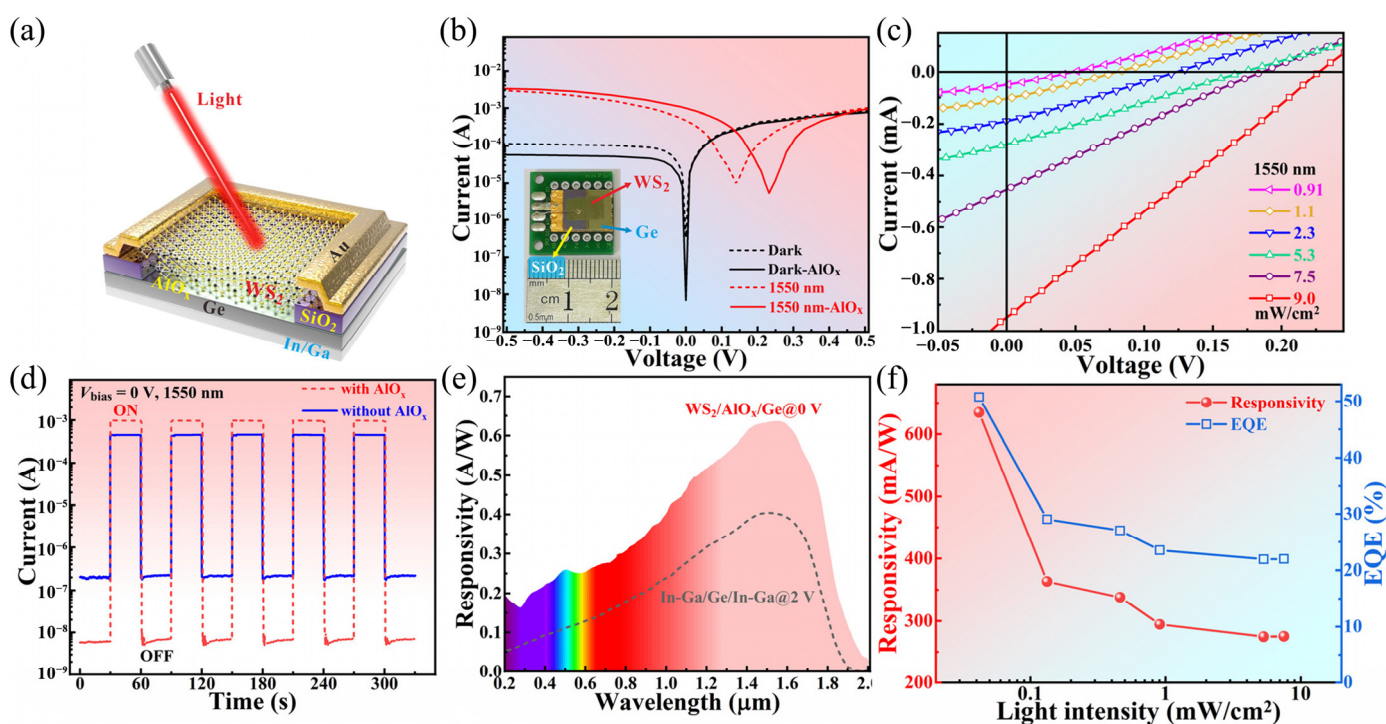 (a)
Light
Au
AlOₓ
WS₂
Ge
SiO₂
In/Ga
(b)
Current (A)
10⁻²
10⁻³
10⁻⁴
10⁻⁵
10⁻⁶
10⁻⁷
10⁻⁸
10⁻⁹
WS₂
Ge
SiO₂
mm
cm 1 2
0.5mm
Dark
Dark-AlOₓ
1550 nm
1550 nm-AlOₓ
−0.5 −0.4 −0.3 −0.2 −0.1 0.0 0.1 0.2 0.3 0.4 0.5
Voltage (V)
(c)
Current (mA)
0.0
−0.2
−0.4
−0.6
−0.8
−1.0
1550 nm
0.91
1.1
2.3
5.3
7.5
9.0
mW/cm²
−0.05 0.00 0.05 0.10 0.15 0.20
Voltage (V)
(d)
V_bias = 0 V, 1550 nm
with AlOₓ
ON
without AlOₓ
Current (A)
10⁻²
10⁻³
10⁻⁴
10⁻⁵
10⁻⁶
10⁻⁷
10⁻⁸
10⁻⁹
OFF
0 60 120 180 240 300
Time (s)
(e)
Responsivity (A/W)
0.7
0.6
0.5
0.4
0.3
0.2
0.1
0.0
WS₂/AlOₓ/Ge@0 V
In-Ga/Ge/In-Ga@2 V
0.2 0.4 0.6 0.8 1.0 1.2 1.4 1.6 1.8 2.0
Wavelength (μm)
(f)
Responsivity (mA/W)
600
500
400
300
200
Responsivity
EQE
50
40
30
20
10
0
EQE (%)
0.1 1 10
Light intensity (mW/cm²)